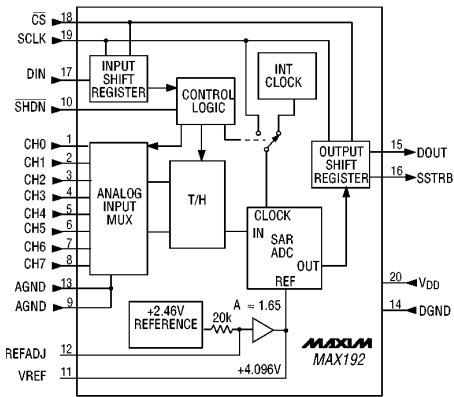 CS 18
SCLK 19
DIN 17
SHDN 10
CH0 1
CH1 2
CH2 3
CH3 4
CH4 5
CH5 6
CH6 7
CH7 8
AGND 13
AGND 9
REFADJ 12
VREF 11
INPUT
SHIFT
REGISTER
CONTROL
LOGIC
INT
CLOCK
ANALOG
INPUT
MUX
T/H
OUTPUT
SHIFT
REGISTER
15 DOUT
16 SSTRB
CLOCK
IN
SAR
ADC
OUT
REF
20 VDD
14 DGND
+2.46V
REFERENCE
20k
A ≈ 1.65
+4.096V
MAXIM
MAX192